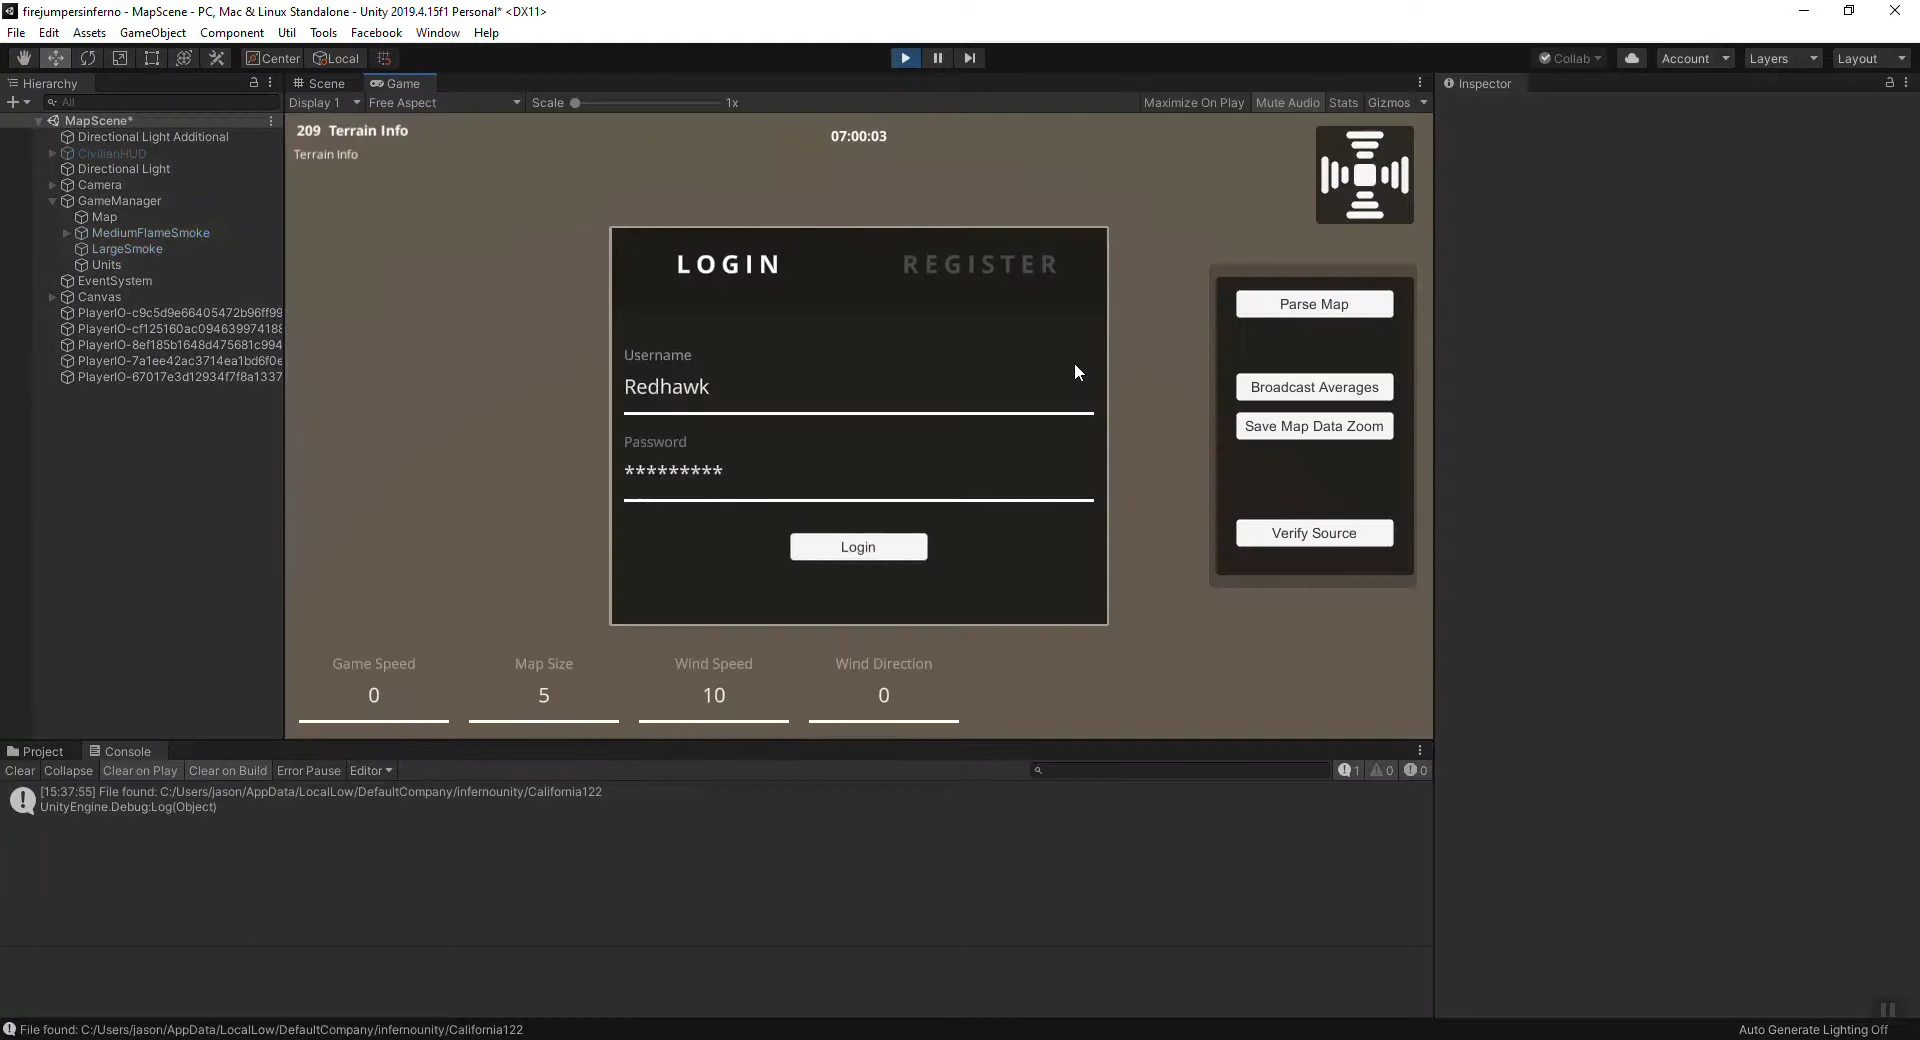 firejumpersinferno - MapScene - PC, Mac & Linux Standalone - Unity 2019.4.15f1 Personal* <DX11>
File Edit Assets GameObject Component Util Tools Facebook Window Help
Center Local Collab Account Layers Layout
Hierarchy
All
MapScene*
Directional Light Additional
CivilianHUD
Directional Light
Camera
GameManager
Map
MediumFlameSmoke
LargeSmoke
Units
EventSystem
Canvas
PlayerIO-c9c5d9e66405472b96ff99
PlayerIO-cf125160ac094639974188
PlayerIO-8ef185b1648d475681c994
PlayerIO-7a1ee42ac3714ea1bd6f0e
PlayerIO-67017e3d12934f7f8a1337
Scene Game
Display 1 Free Aspect Scale 1x Maximize On Play Mute Audio Stats Gizmos
209 Terrain Info
Terrain Info
07:00:03
LOGIN REGISTER
Username
Redhawk
Password
*********
Login
Parse Map
Broadcast Averages
Save Map Data Zoom
Verify Source
Game Speed Map Size Wind Speed Wind Direction
0 5 10 0
Inspector
Project Console
Clear Collapse Clear on Play Clear on Build Error Pause Editor 1 0 0
[15:37:55] File found: C:/Users/jason/AppData/LocalLow/DefaultCompany/infernounity/California122
UnityEngine.Debug:Log(Object)
File found: C:/Users/jason/AppData/LocalLow/DefaultCompany/infernounity/California122
Auto Generate Lighting Off